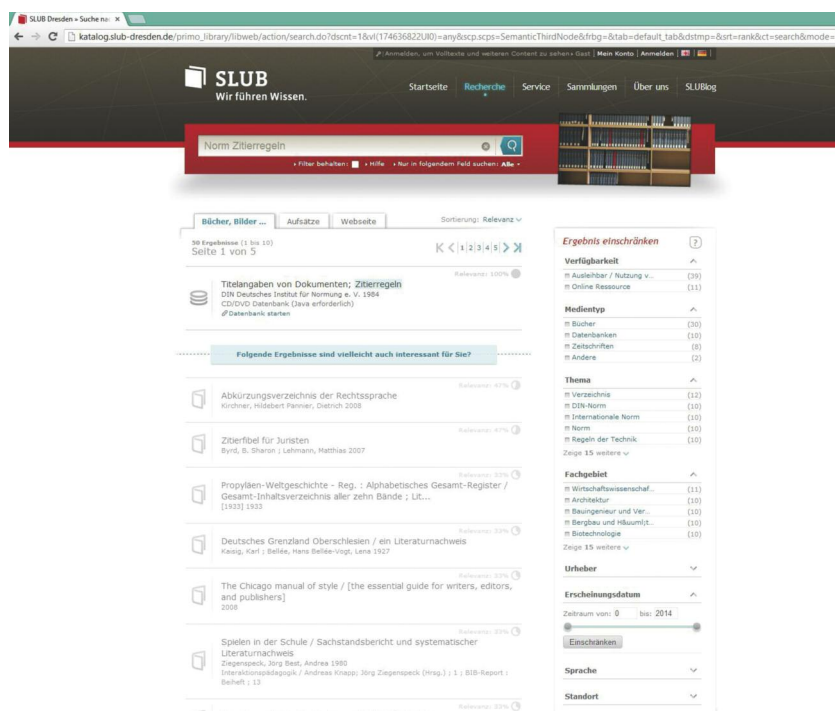 SLUB Dresden » Suche nac ×
katalog.slub-dresden.de/primo_library/libweb/action/search.do?dscnt=1&vl(174636822UI0)=any&scp.scps=SemanticThirdNode&frbg=&tab=default_tab&dstmp=&srt=rank&ct=search&mode=
(Anmelden, um Volltexte und weiteren Content zu sehen» Gast | Mein Konto | Anmelden |
SLUB
Wir führen Wissen.
Startseite Recherche Service Sammlungen Über uns SLUBlog
Norm Zitierregeln
Filter behalten: Hilfe Nur in folgendem Feld suchen: Alle
Bücher, Bilder ... Aufsätze Webseite Sortierung: Relevanz
50 Ergebnisse (1 bis 10)
Seite 1 von 5
1 2 3 4 5
Relevanz: 100%
Titelangaben von Dokumenten; Zitierregeln
DIN Deutsches Institut für Normung e. V. 1984
CD/DVD Datenbank (Java erforderlich)
Datenbank starten
Folgende Ergebnisse sind vielleicht auch interessant für Sie?
Relevanz: 47%
Abkürzungsverzeichnis der Rechtssprache
Kirchner, Hildebert Pannier, Dietrich 2008
Relevanz: 47%
Zitierfibel für Juristen
Byrd, B. Sharon ; Lehmann, Matthias 2007
Relevanz: 33%
Propyläen-Weltgeschichte - Reg. : Alphabetisches Gesamt-Register /
Gesamt-Inhaltsverzeichnis aller zehn Bände ; Lit...
[1933] 1933
Relevanz: 33%
Deutsches Grenzland Oberschlesien / ein Literaturnachweis
Kaisig, Karl ; Bellée, Hans Bellée-Vogt, Lena 1927
Relevanz: 33%
The Chicago manual of style / [the essential guide for writers, editors,
and publishers]
2008
Relevanz: 33%
Spielen in der Schule / Sachstandsbericht und systematischer
Literaturnachweis
Ziegenspeck, Jörg Best, Andrea 1980
Interaktionspädagogik / Andreas Knapp; Jörg Ziegenspeck (Hrsg.) ; 1 ; BIB-Report ;
Beiheft ; 13
Relevanz: 33%
Ergebnis einschränken ?
Verfügbarkeit
Ausleihbar / Nutzung v... (39)
Online Ressource (11)
Medientyp
Bücher (30)
Datenbanken (10)
Zeitschriften (8)
Andere (2)
Thema
Verzeichnis (12)
DIN-Norm (10)
Internationale Norm (10)
Norm (10)
Regeln der Technik (10)
Zeige 15 weitere
Fachgebiet
Wirtschaftswissenschaf... (11)
Architektur (10)
Bauingenieur und Ver... (10)
Bergbau und H&uuml;t... (10)
Biotechnologie (10)
Zeige 15 weitere
Urheber
Erscheinungsdatum
Zeitraum von: 0 bis: 2014
Einschränken
Sprache
Standort